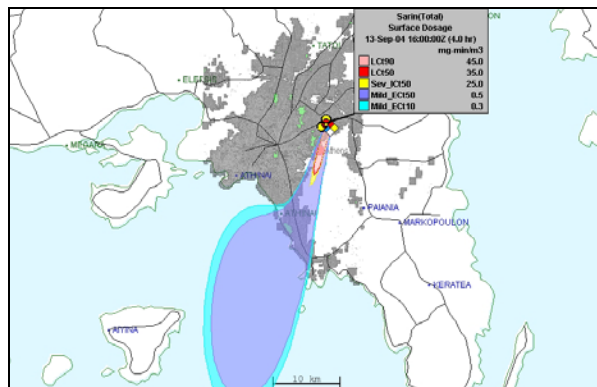 Sarin(Total)
Surface Dosage
13-Sep-04 16:00:00Z (4.0 hr)
mg-min/m3
LCt90 45.0
LCt50 35.0
Sev_ICt50 25.0
Mild_ECt50 0.5
Mild_ECt10 0.3
ELEFSIS
MEGARA
ATHINAI
Athens
ATHINAI
PAIANIA
MARKOPOULON
KERATEA
10 km